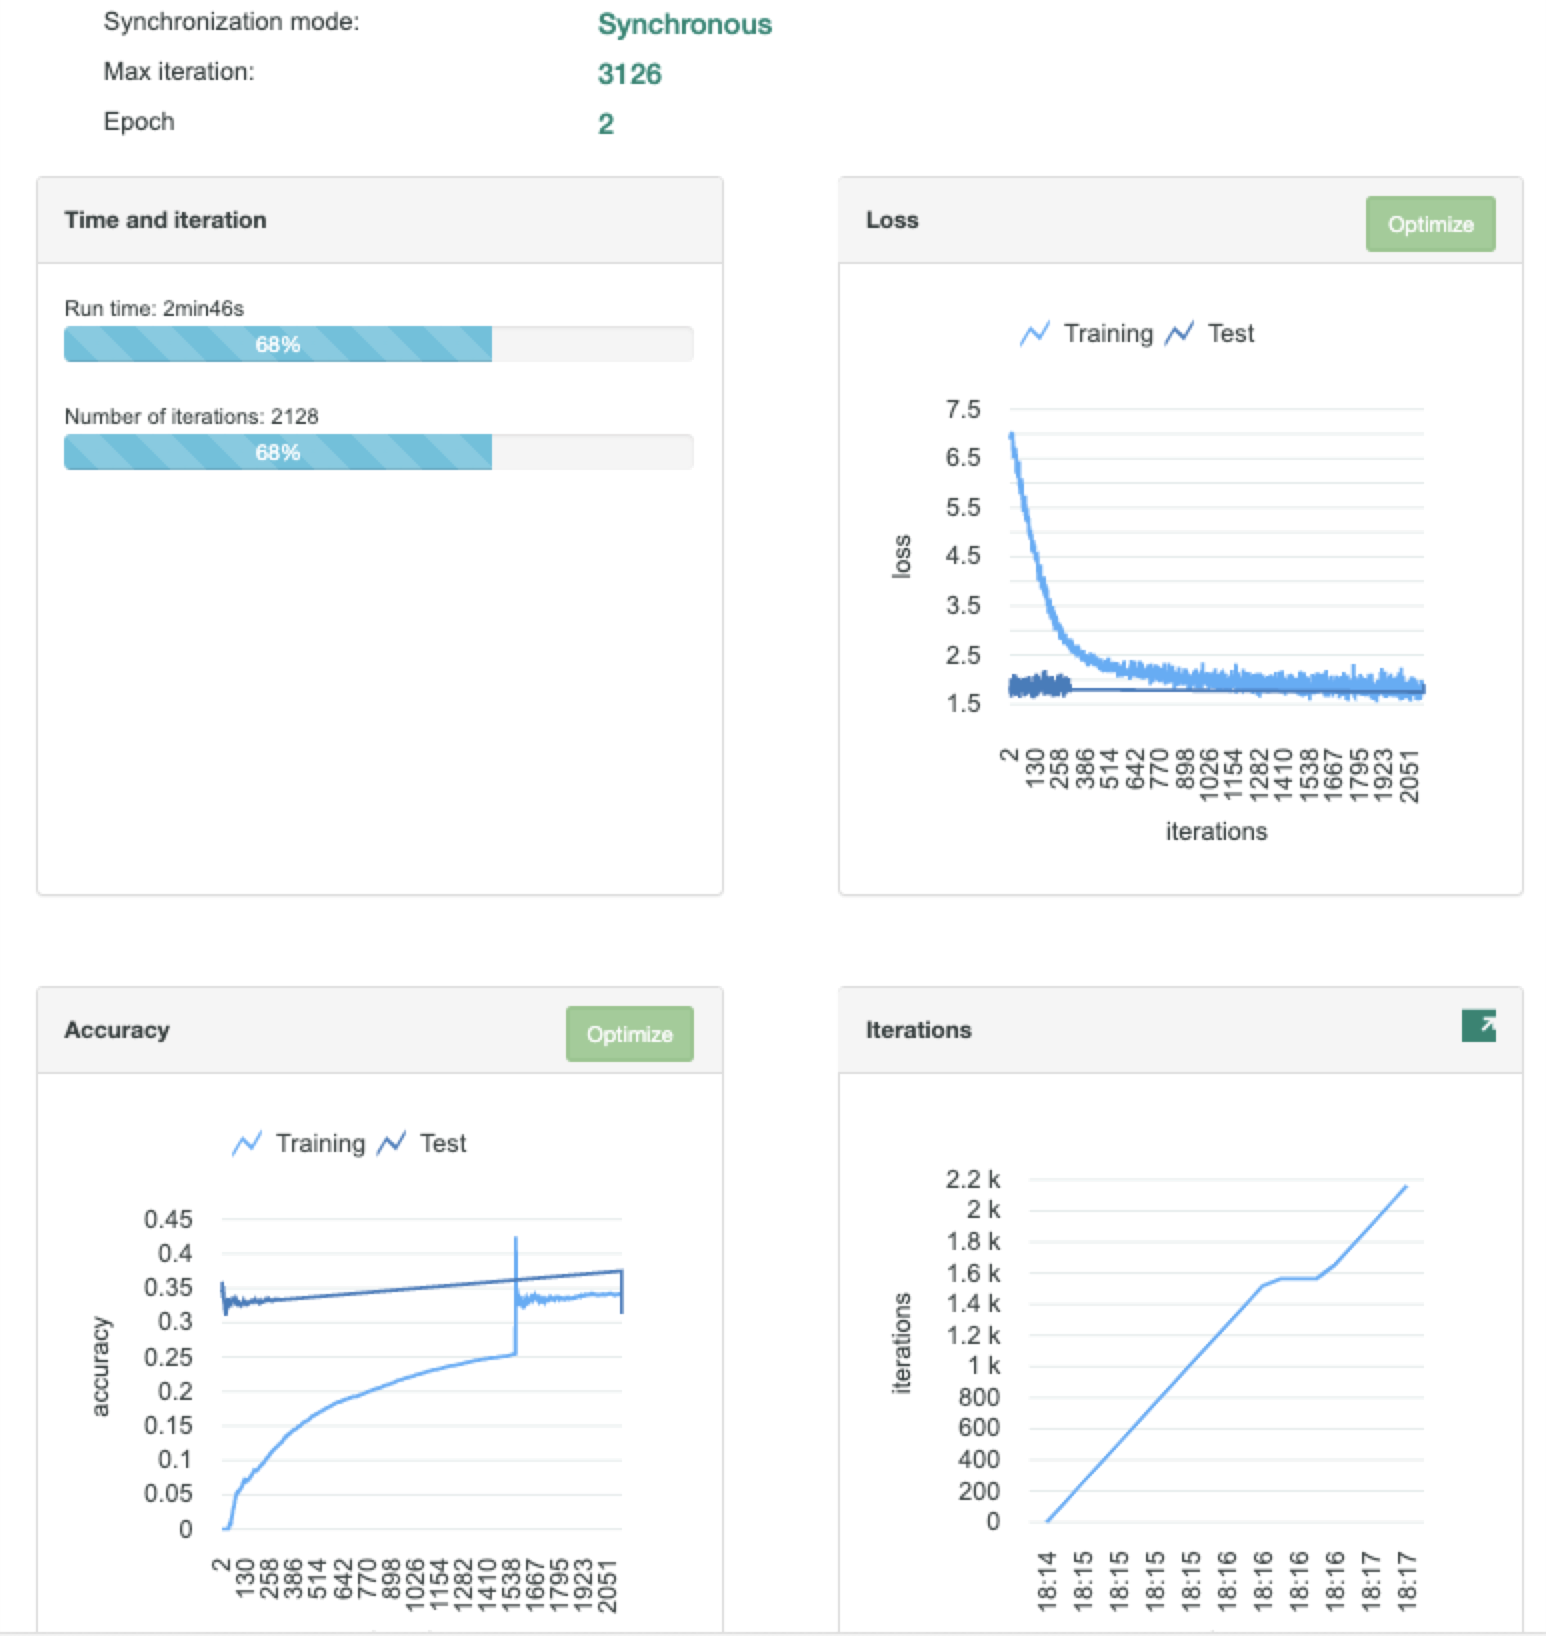 Synchronization mode: Synchronous
Max iteration: 3126
Epoch 2
Time and iteration
Run time: 2min46s
68%
Number of iterations: 2128
68%
Loss
Optimize
Training Test
7.5
6.5
5.5
4.5
3.5
2.5
1.5
loss
2 130 258 386 514 642 770 898 1026 1154 1282 1410 1538 1667 1795 1923 2051
iterations
Accuracy
Optimize
Training Test
0.45
0.4
0.35
0.3
0.25
0.2
0.15
0.1
0.05
0
accuracy
2 130 258 386 514 642 770 898 1026 1154 1282 1410 1538 1667 1795 1923 2051
Iterations
2.2 k
2 k
1.8 k
1.6 k
1.4 k
1.2 k
1 k
800
600
400
200
0
iterations
18:14 18:15 18:15 18:15 18:15 18:16 18:16 18:16 18:16 18:17 18:17